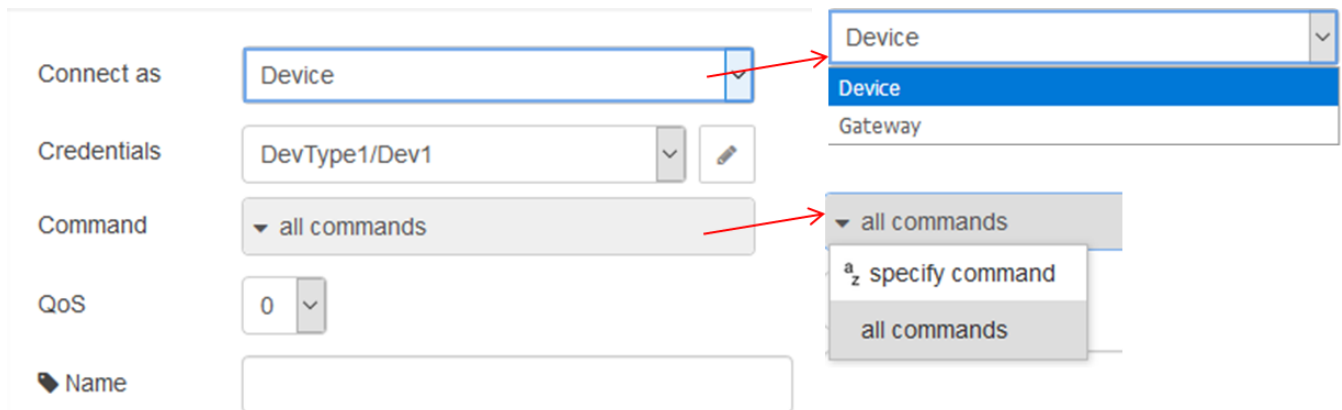 Connect as
Device
Credentials
DevType1/Dev1
Command
all commands
QoS
0
Name
Device
Device
Gateway
all commands
a
z specify command
all commands